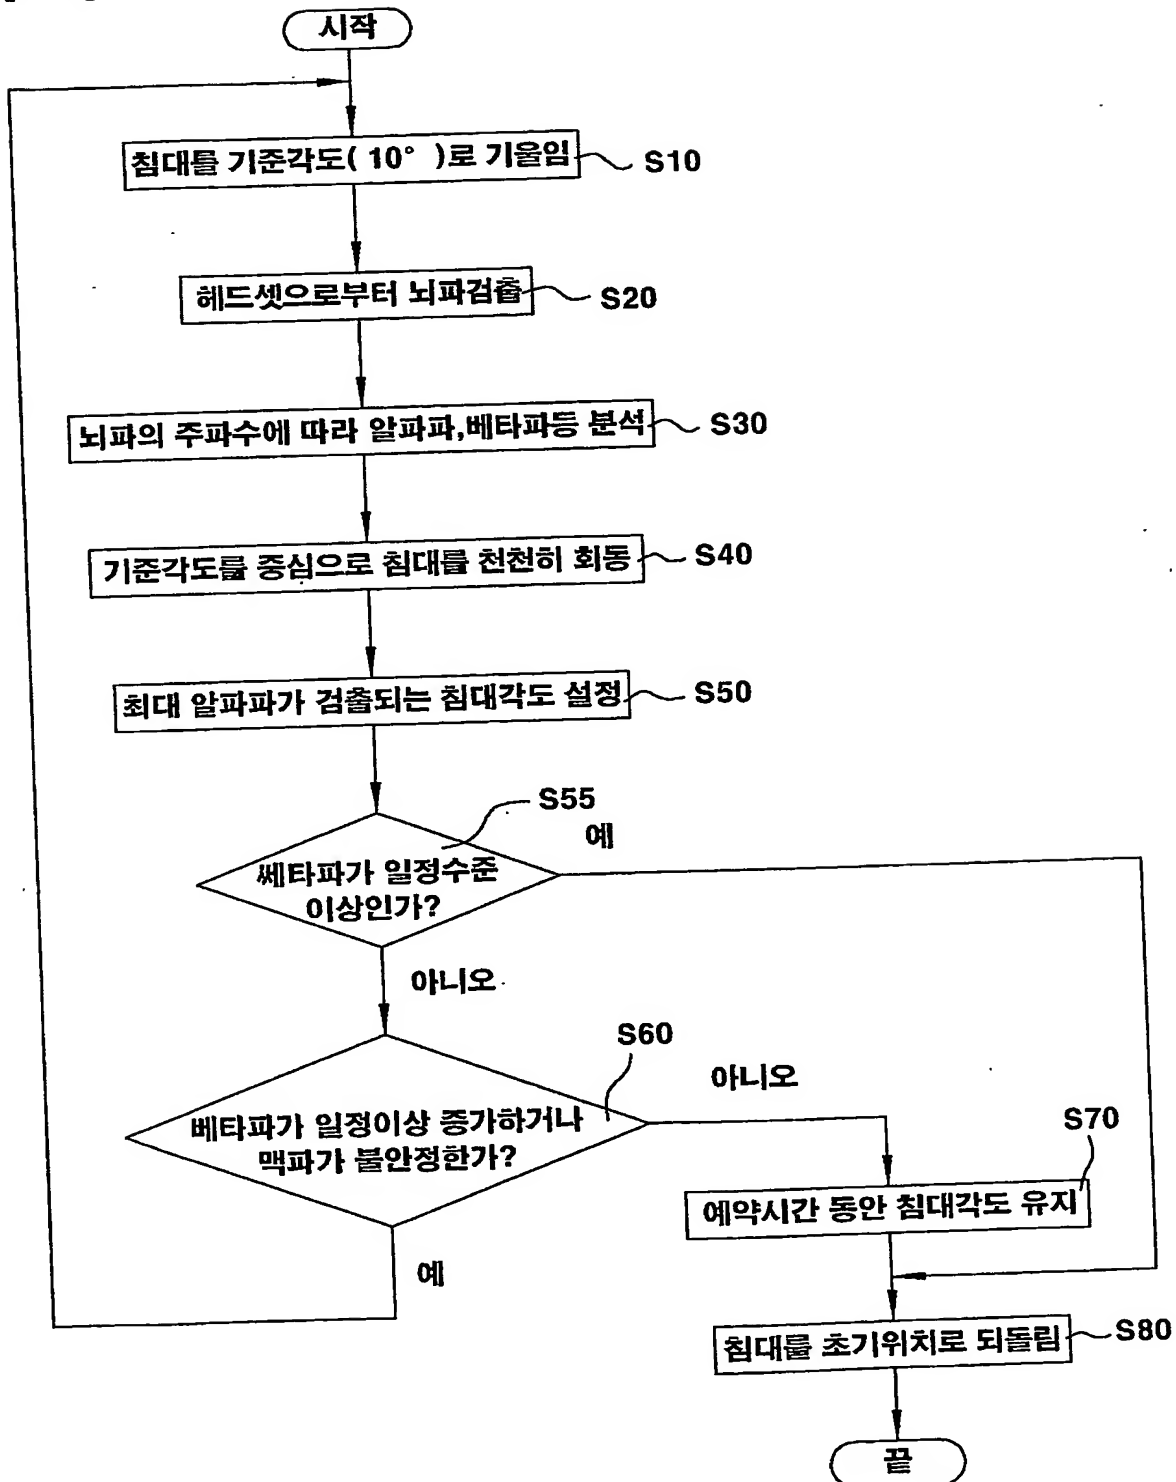 시작
침대를 기준각도( 10° )로 기울임
S10
헤드셋으로부터 뇌파검출
S20
뇌파의 주파수에 따라 알파파,베타파등 분석
S30
기준각도를 중심으로 침대를 천천히 회동
S40
최대 알파파가 검출되는 침대각도 설정
S50
S55
예
쎄타파가 일정수준
이상인가?
아니오
S60
아니오
베타파가 일정이상 증가하거나
맥파가 불안정한가?
S70
예약시간 동안 침대각도 유지
예
침대를 초기위치로 되돌림
S80
끝